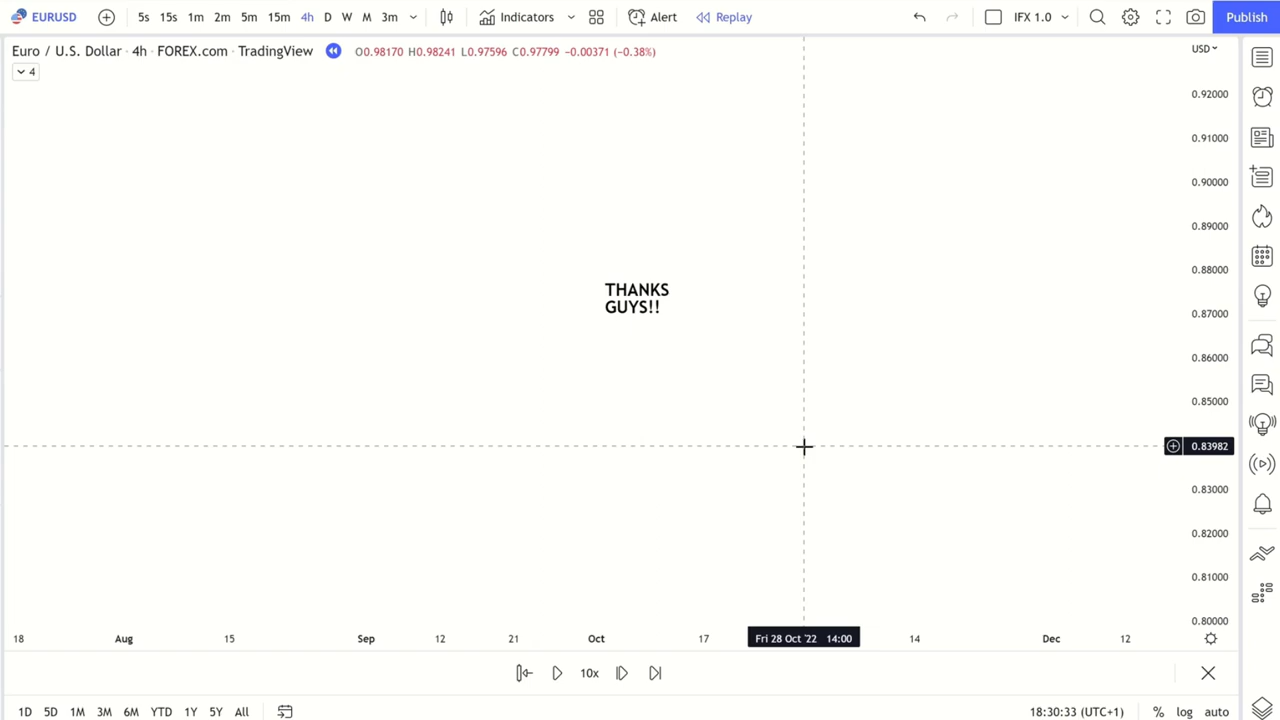 EURUSD 5s 15s 1m 2m 5m 15m 4h D W M 3m Indicators Alert Replay IFX 1.0 Publish
Euro / U.S. Dollar · 4h · FOREX.com · TradingView O0.98170 H0.98241 L0.97596 C0.97799 −0.00371 (−0.38%) USD
4
0.92000
0.91000
0.90000
0.89000
0.88000
THANKS
GUYS!!
0.87000
0.86000
0.85000
0.83982
0.83000
0.82000
0.81000
0.80000
18 Aug 15 Sep 12 21 Oct 17 Fri 28 Oct '22 14:00 14 Dec 12
10x
1D 5D 1M 3M 6M YTD 1Y 5Y All 18:30:33 (UTC+1) % log auto